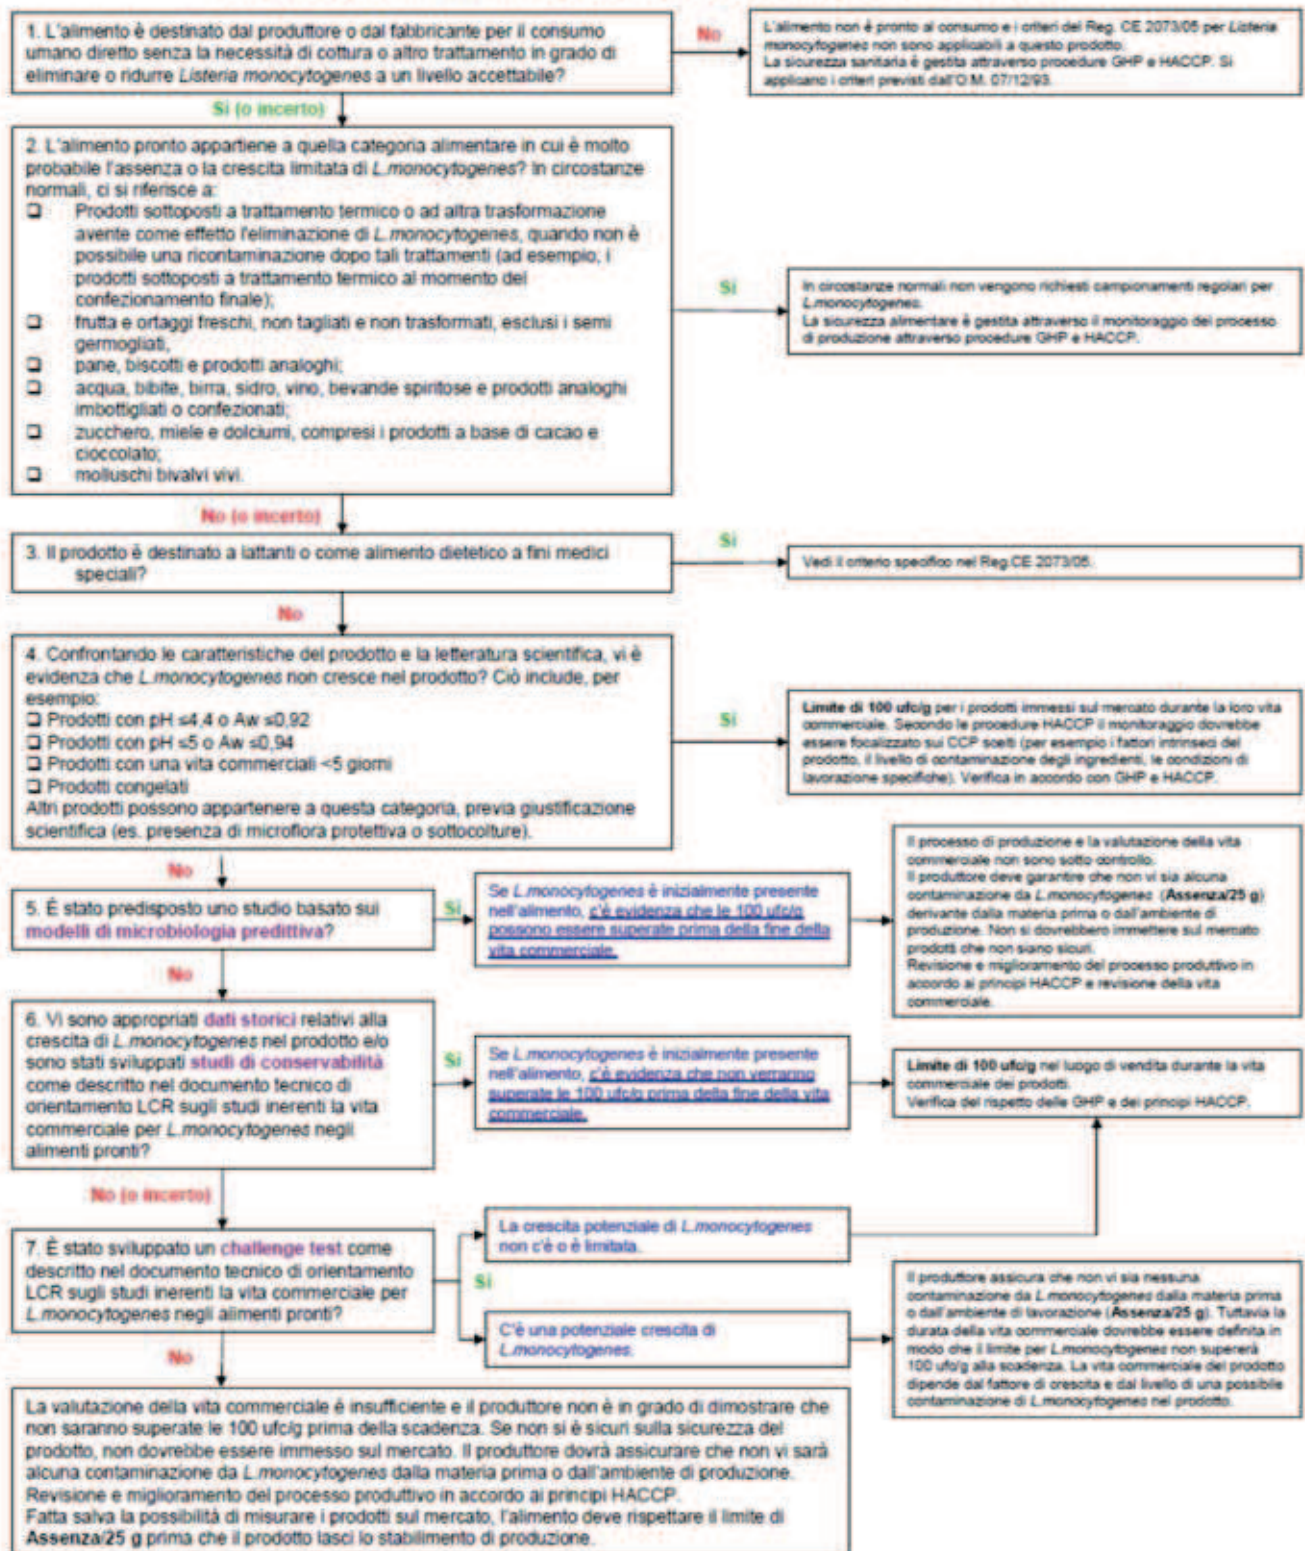 1. L'alimento è destinato dal produttore o dal fabbricante per il consumo
umano diretto senza la necessità di cottura o altro trattamento in grado di
eliminare o ridurre Listeria monocytogenes a un livello accettabile?
No
L'alimento non è pronto al consumo e i criteri del Reg. CE 2073/05 per Listeria
monocytogenes non sono applicabili a questo prodotto.
La sicurezza sanitaria è gestita attraverso procedure GHP e HACCP. Si
applicano i criteri previsti dall'O.M. 07/12/93.
Si (o incerto)
2. L'alimento pronto appartiene a quella categoria alimentare in cui è molto
probabile l'assenza o la crescita limitata di L.monocytogenes? In circostanze
normali, ci si riferisce a:
❑ Prodotti sottoposti a trattamento termico o ad altra trasformazione
avente come effetto l'eliminazione di L.monocytogenes, quando non è
possibile una ricontaminazione dopo tali trattamenti (ad esempio, i
prodotti sottoposti a trattamento termico al momento del
confezionamento finale);
❑ frutta e ortaggi freschi, non tagliati e non trasformati, esclusi i semi
germogliati,
❑ pane, biscotti e prodotti analoghi;
❑ acqua, bibite, birra, sidro, vino, bevande spiritose e prodotti analoghi
imbottigliati o confezionati;
❑ zucchero, miele e dolciumi, compresi i prodotti a base di cacao e
cioccolato;
❑ molluschi bivalvi vivi.
Si
In circostanze normali non vengono richiesti campionamenti regolari per
L.monocytogenes.
La sicurezza alimentare è gestita attraverso il monitoraggio del processo
di produzione attraverso procedure GHP e HACCP.
No (o incerto)
3. Il prodotto è destinato a lattanti o come alimento dietetico a fini medici
speciali?
Si
Vedi il criterio specifico nel Reg.CE 2073/05.
No
4. Confrontando le caratteristiche del prodotto e la letteratura scientifica, vi è
evidenza che L.monocytogenes non cresce nel prodotto? Ciò include, per
esempio:
❑ Prodotti con pH ≤4,4 o Aw ≤0,92
❑ Prodotti con pH ≤5 o Aw ≤0,94
❑ Prodotti con una vita commerciali <5 giorni
❑ Prodotti congelati
Altri prodotti possono appartenere a questa categoria, previa giustificazione
scientifica (es. presenza di microflora protettiva o sottocolture).
Si
Limite di 100 ufc/g per i prodotti immessi sul mercato durante la loro vita
commerciale. Secondo le procedure HACCP il monitoraggio dovrebbe
essere focalizzato sui CCP scelti (per esempio i fattori intrinseci del
prodotto, il livello di contaminazione degli ingredienti, le condizioni di
lavorazione specifiche). Verifica in accordo con GHP e HACCP.
No
5. È stato predisposto uno studio basato sui
modelli di microbiologia predittiva?
Si
Se L.monocytogenes è inizialmente presente
nell'alimento, c'è evidenza che le 100 ufc/g
possono essere superate prima della fine della
vita commerciale.
Il processo di produzione e la valutazione della vita
commerciale non sono sotto controllo.
Il produttore deve garantire che non vi sia alcuna
contaminazione da L.monocytogenes (Assenza/25 g)
derivante dalla materia prima o dall'ambiente di
produzione. Non si dovrebbero immettere sul mercato
prodotti che non siano sicuri.
Revisione e miglioramento del processo produttivo in
accordo ai principi HACCP e revisione della vita
commerciale.
No
6. Vi sono appropriati dati storici relativi alla
crescita di L.monocytogenes nel prodotto e/o
sono stati sviluppati studi di conservabilità
come descritto nel documento tecnico di
orientamento LCR sugli studi inerenti la vita
commerciale per L.monocytogenes negli
alimenti pronti?
Si
Se L.monocytogenes è inizialmente presente
nell'alimento, c'è evidenza che non verranno
superate le 100 ufc/g prima della fine della vita
commerciale.
Limite di 100 ufc/g nel luogo di vendita durante la vita
commerciale dei prodotti.
Verifica del rispetto delle GHP e dei principi HACCP.
No (o incerto)
7. È stato sviluppato un challenge test come
descritto nel documento tecnico di orientamento
LCR sugli studi inerenti la vita commerciale per
L.monocytogenes negli alimenti pronti?
Si
La crescita potenziale di L.monocytogenes
non c'è o è limitata.
C'è una potenziale crescita di
L.monocytogenes.
Il produttore assicura che non vi sia nessuna
contaminazione da L.monocytogenes dalla materia prima
o dall'ambiente di lavorazione (Assenza/25 g). Tuttavia la
durata della vita commerciale dovrebbe essere definita in
modo che il limite per L.monocytogenes non supererà
100 ufc/g alla scadenza. La vita commerciale del prodotto
dipende dal fattore di crescita e dal livello di una possibile
contaminazione di L.monocytogenes nel prodotto.
No
La valutazione della vita commerciale è insufficiente e il produttore non è in grado di dimostrare che
non saranno superate le 100 ufc/g prima della scadenza. Se non si è sicuri sulla sicurezza del
prodotto, non dovrebbe essere immesso sul mercato. Il produttore dovrà assicurare che non vi sarà
alcuna contaminazione da L.monocytogenes dalla materia prima o dall'ambiente di produzione.
Revisione e miglioramento del processo produttivo in accordo ai principi HACCP.
Fatta salva la possibilità di misurare i prodotti sul mercato, l'alimento deve rispettare il limite di
Assenza/25 g prima che il prodotto lasci lo stabilimento di produzione.